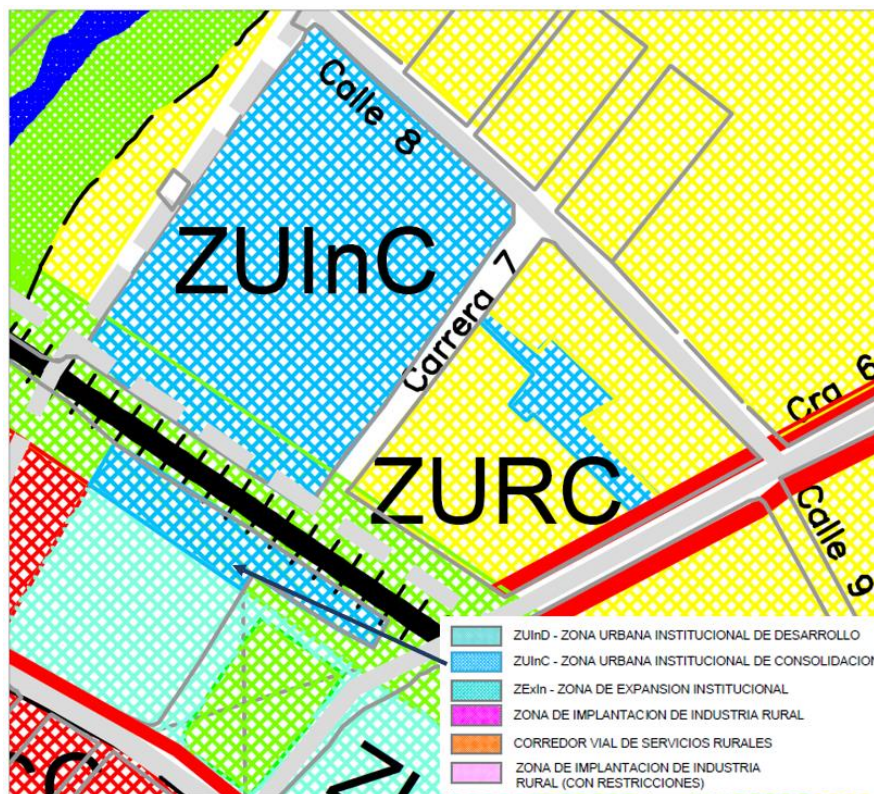 Calle 8
ZUInC
Carrera 7
Cra 6
ZURC
Calle 9
ZUInD - ZONA URBANA INSTITUCIONAL DE DESARROLLO
ZUInC - ZONA URBANA INSTITUCIONAL DE CONSOLIDACION
ZExIn - ZONA DE EXPANSION INSTITUCIONAL
ZONA DE IMPLANTACION DE INDUSTRIA RURAL
CORREDOR VIAL DE SERVICIOS RURALES
ZONA DE IMPLANTACION DE INDUSTRIA
RURAL (CON RESTRICCIONES)